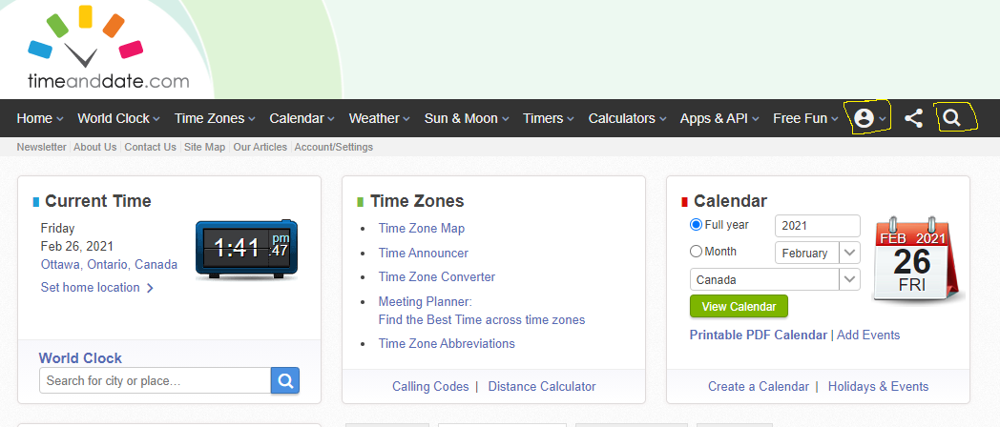 timeanddate.com
Home World Clock Time Zones Calendar Weather Sun & Moon Timers Calculators Apps & API Free Fun
Newsletter About Us Contact Us Site Map Our Articles Account/Settings
Current Time
Friday
Feb 26, 2021
Ottawa, Ontario, Canada
Set home location
1:41 pm :47
World Clock
Search for city or place…
Time Zones
Time Zone Map
Time Announcer
Time Zone Converter
Meeting Planner:
Find the Best Time across time zones
Time Zone Abbreviations
Calling Codes | Distance Calculator
Calendar
Full year 2021
Month February
Canada
View Calendar
FEB 2021
26
FRI
Printable PDF Calendar | Add Events
Create a Calendar | Holidays & Events